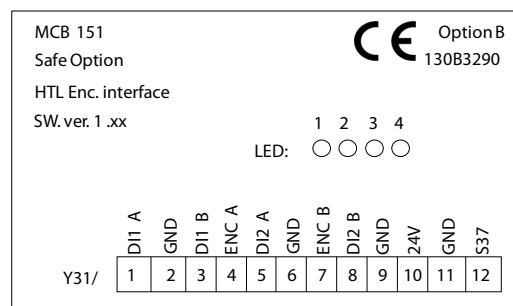 MCB 151
Safe Option
HTL Enc. interface
SW. ver. 1 .xx
CE Option B
130B3290
1 2 3 4
LED:
DI1 A GND DI1 B ENC A DI2 A GND ENC B DI2 B GND 24V GND S37
Y31/ 1 2 3 4 5 6 7 8 9 10 11 12